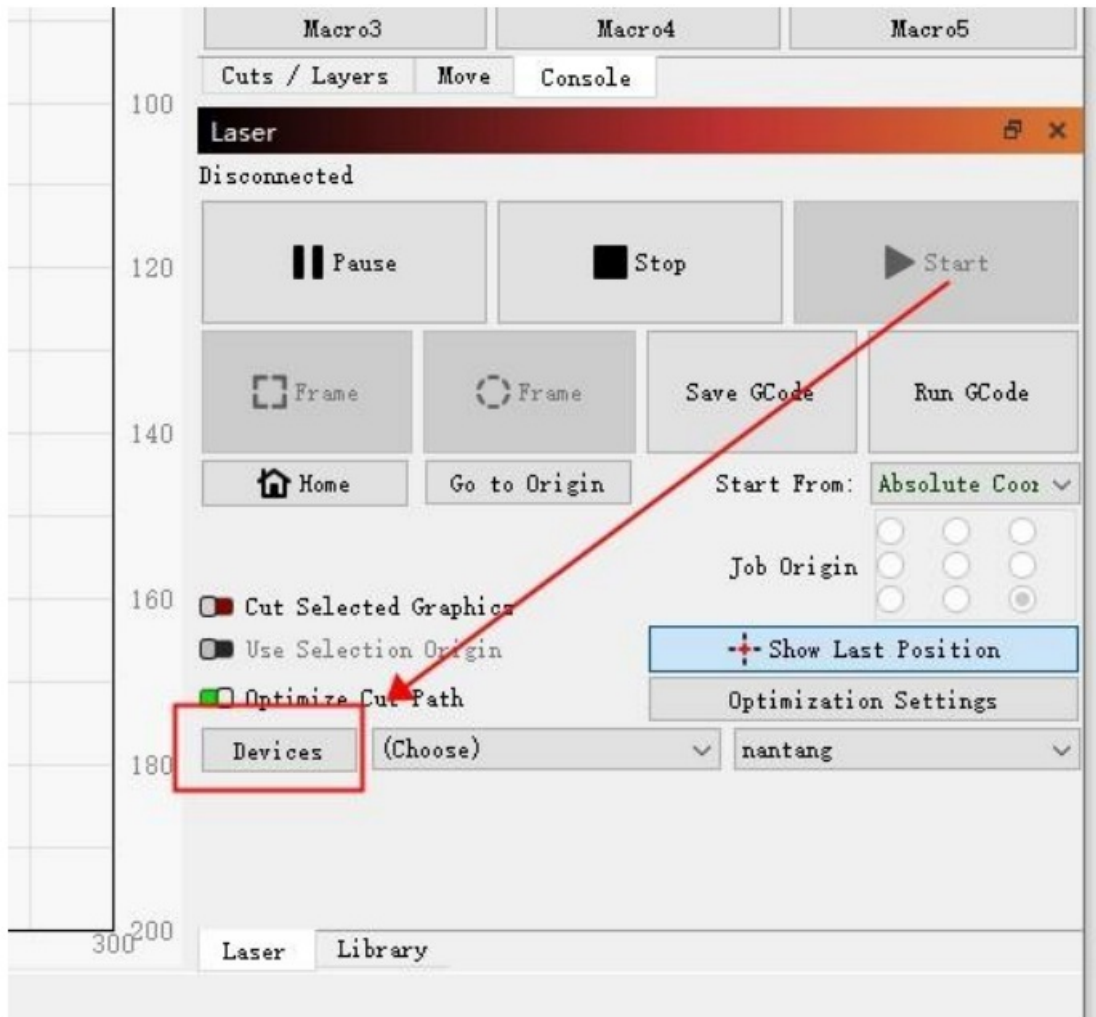 Macro3 Macro4 Macro5
Cuts / Layers Move Console
100
Laser
Disconnected
120 Pause Stop Start
Frame Frame Save GCode Run GCode
140
Home Go to Origin Start From: Absolute Coor
Job Origin
160 Cut Selected Graphics
Use Selection Origin Show Last Position
Optimize Cut Path Optimization Settings
180 Devices (Choose) nantang
300 200
Laser Library